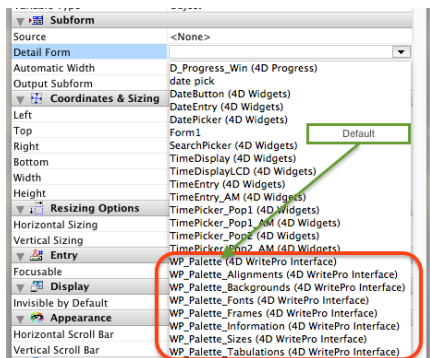 Subform
Source <None>
Detail Form
Automatic Width D_Progress_Win (4D Progress)
Output Subform date pick
Coordinates & Sizing DateButton (4D Widgets)
DateEntry (4D Widgets)
Left DatePicker (4D Widgets)
Top Form1
Right SearchPicker (4D Widgets) Default
Bottom TimeDisplay (4D Widgets)
Width TimeDisplayLCD (4D Widgets)
TimeEntry (4D Widgets)
Height TimeEntry_AM (4D Widgets)
Resizing Options TimePicker_Pop1 (4D Widgets)
Horizontal Sizing TimePicker_Pop1_AM (4D Widgets)
TimePicker_Pop2 (4D Widgets)
Vertical Sizing TimePicker_Pop2_AM (4D Widgets)
Entry WP_Palette (4D WritePro Interface)
Focusable WP_Palette_Alignments (4D WritePro Interface)
Display WP_Palette_Backgrounds (4D WritePro Interface)
Invisible by Default WP_Palette_Fonts (4D WritePro Interface)
WP_Palette_Frames (4D WritePro Interface)
Appearance WP_Palette_Information (4D WritePro Interface)
Horizontal Scroll Bar WP_Palette_Sizes (4D WritePro Interface)
Vertical Scroll Bar WP_Palette_Tabulations (4D WritePro Interface)